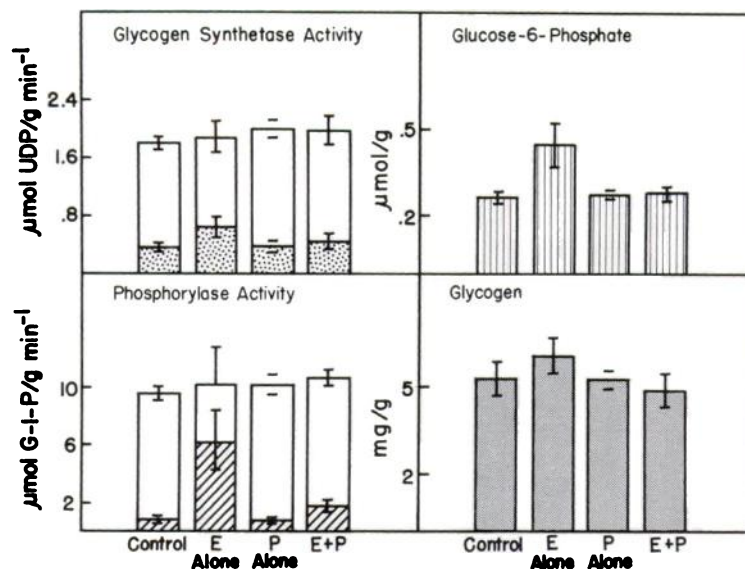 Glycogen Synthetase Activity
μmol UDP/g min⁻¹
2.4
1.6
.8
Glucose-6-Phosphate
μmol/g
.5
.2
Phosphorylase Activity
μmol G-I-P/g min⁻¹
10
6
2
Control E Alone P Alone E+P
Glycogen
mg/g
5
2
Control E Alone P Alone E+P